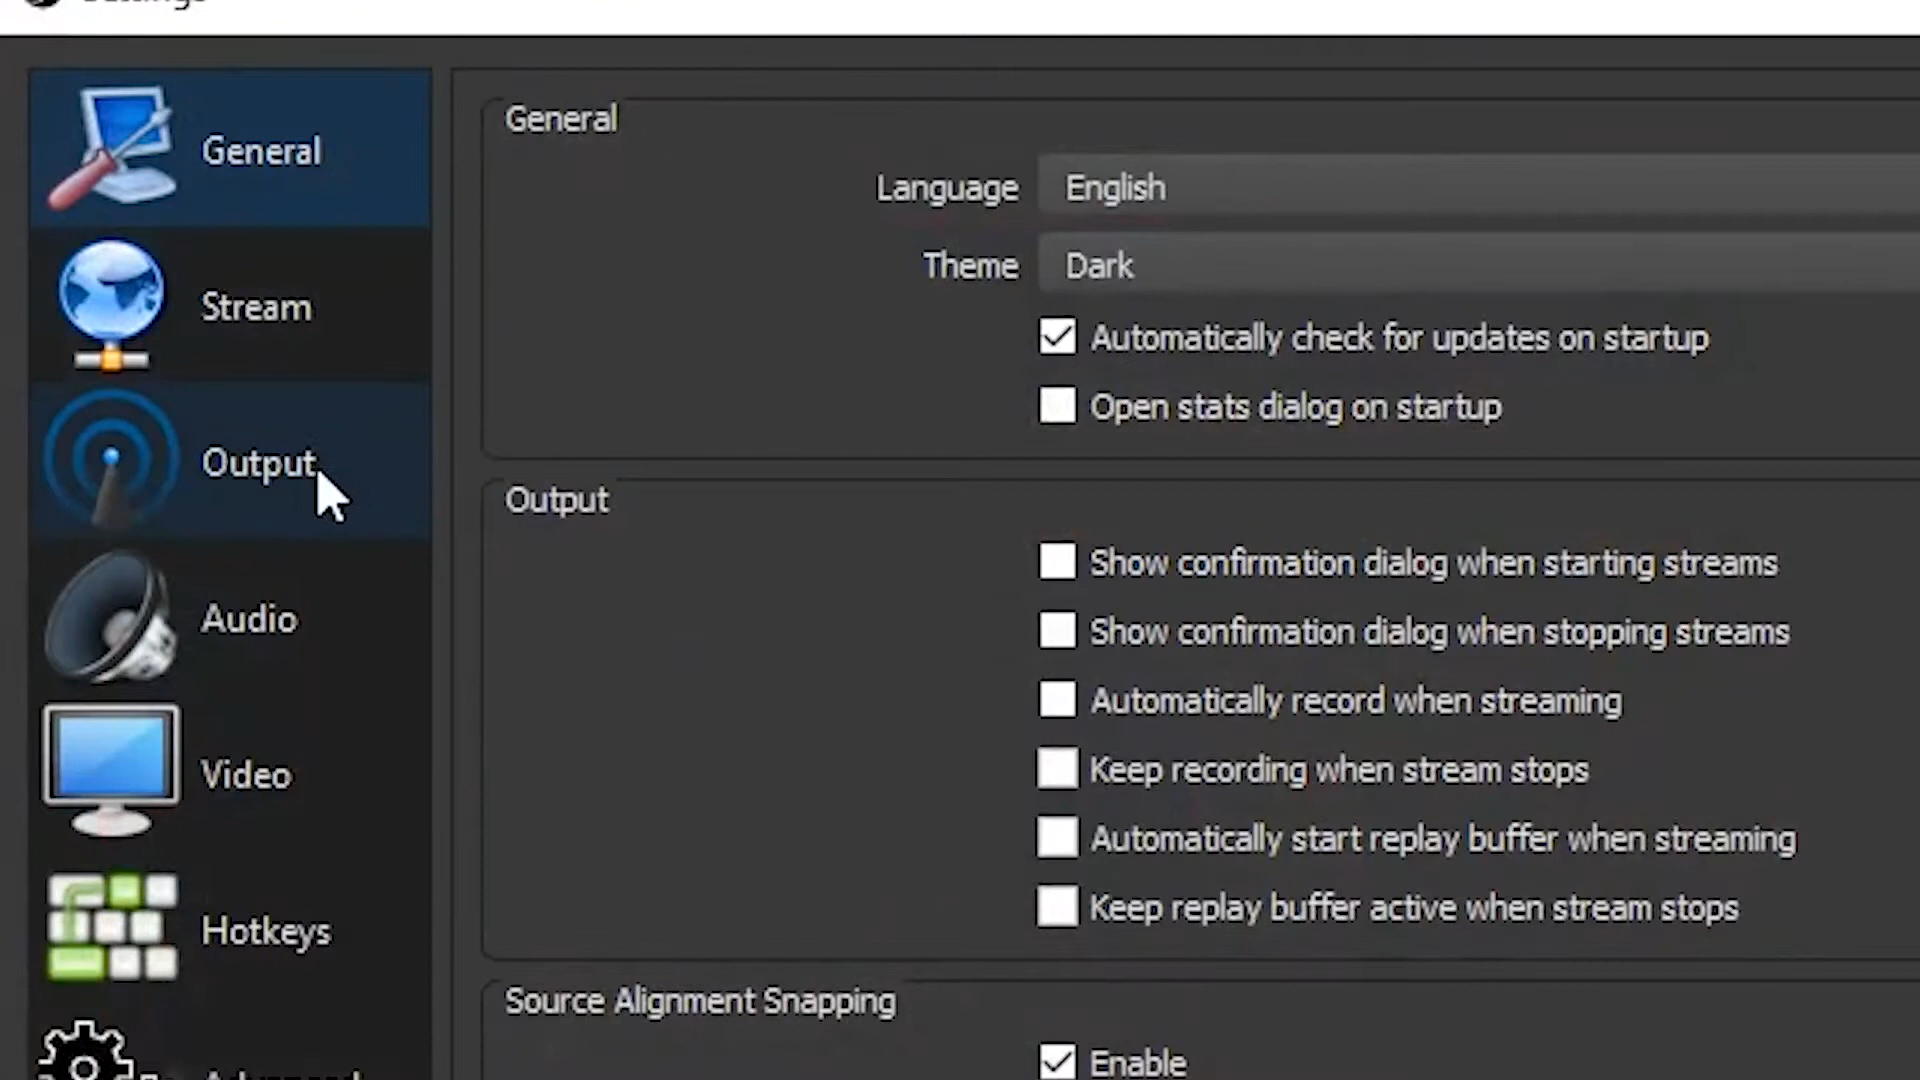 Settings
General
Stream
Output
Audio
Video
Hotkeys
Advanced
General
Language English
Theme Dark
Automatically check for updates on startup
Open stats dialog on startup
Output
Show confirmation dialog when starting streams
Show confirmation dialog when stopping streams
Automatically record when streaming
Keep recording when stream stops
Automatically start replay buffer when streaming
Keep replay buffer active when stream stops
Source Alignment Snapping
Enable